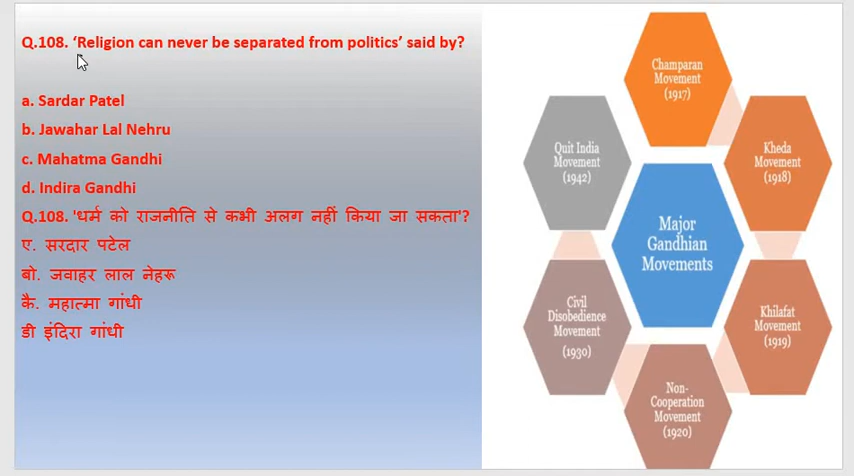 Q.108. ‘Religion can never be separated from politics’ said by?
a. Sardar Patel
b. Jawahar Lal Nehru
c. Mahatma Gandhi
d. Indira Gandhi
Q.108. 'धर्म को राजनीति से कभी अलग नहीं किया जा सकता'?
ए. सरदार पटेल
बो. जवाहर लाल नेहरू
कै. महात्मा गांधी
डी इंदिरा गांधी
Champaran
Movement
(1917)
Kheda
Movement
(1918)
Khilafat
Movement
(1919)
Non-
Cooperation
Movement
(1920)
Civil
Disobedience
Movement
(1930)
Quit India
Movement
(1942)
Major
Gandhian
Movements